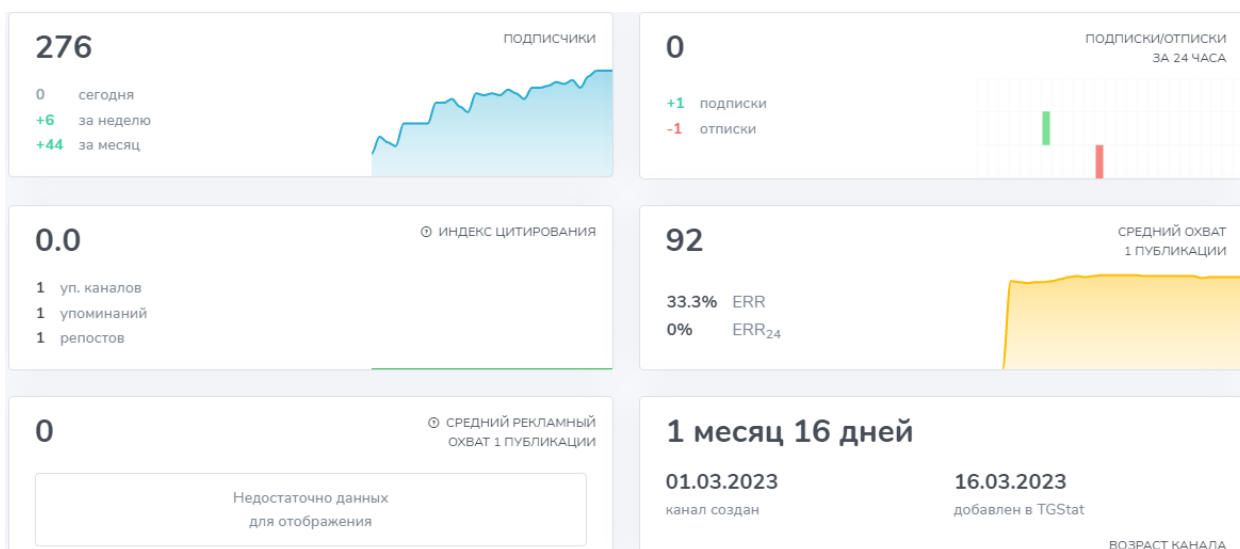 276
ПОДПИСЧИКИ
0 сегодня
+6 за неделю
+44 за месяц
0
ПОДПИСКИ/ОТПИСКИ
ЗА 24 ЧАСА
+1 подписки
-1 отписки
0.0
ИНДЕКС ЦИТИРОВАНИЯ
1 уп. каналов
1 упоминаний
1 репостов
92
СРЕДНИЙ ОХВАТ
1 ПУБЛИКАЦИИ
33.3% ERR
0% ERR24
0
СРЕДНИЙ РЕКЛАМНЫЙ
ОХВАТ 1 ПУБЛИКАЦИИ
Недостаточно данных
для отображения
1 месяц 16 дней
01.03.2023 16.03.2023
канал создан добавлен в TGStat
ВОЗРАСТ КАНАЛА